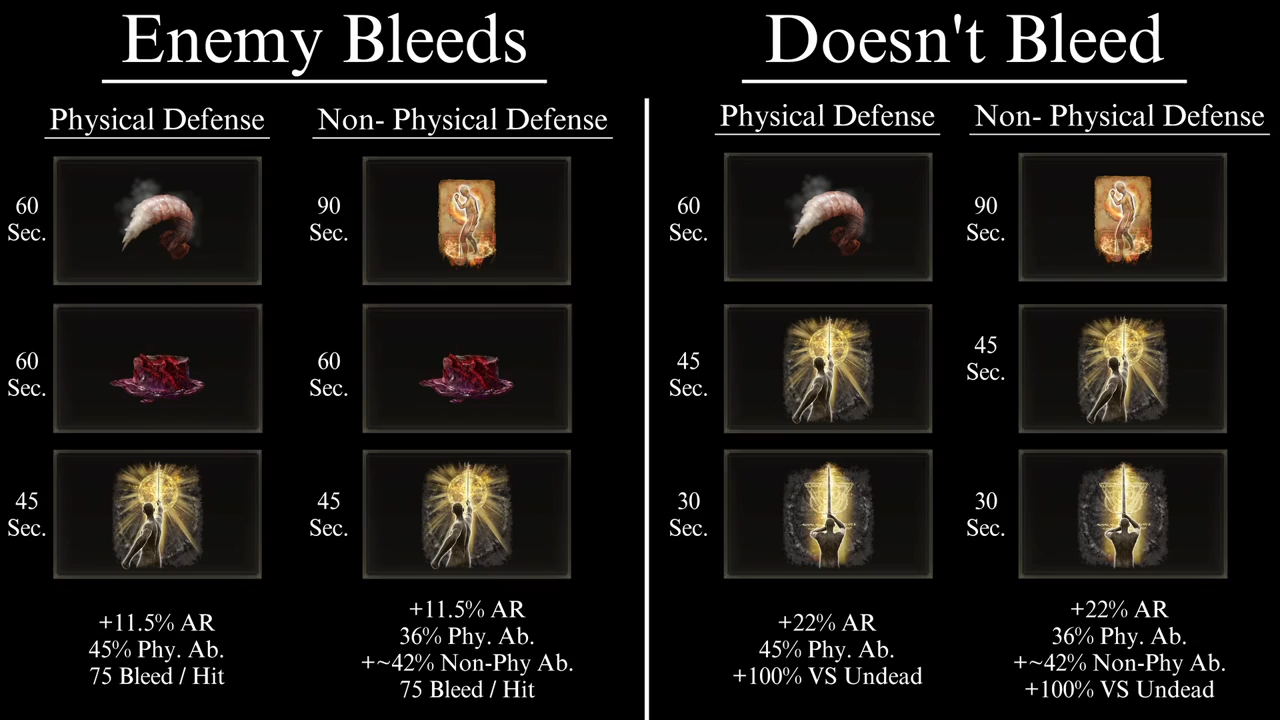 Enemy Bleeds
Physical Defense
60
Sec.
60
Sec.
45
Sec.
+11.5% AR
45% Phy. Ab.
75 Bleed / Hit
Non- Physical Defense
90
Sec.
60
Sec.
45
Sec.
+11.5% AR
36% Phy. Ab.
+~42% Non-Phy Ab.
75 Bleed / Hit
Doesn't Bleed
Physical Defense
60
Sec.
45
Sec.
30
Sec.
+22% AR
45% Phy. Ab.
+100% VS Undead
Non- Physical Defense
90
Sec.
45
Sec.
30
Sec.
+22% AR
36% Phy. Ab.
+~42% Non-Phy Ab.
+100% VS Undead